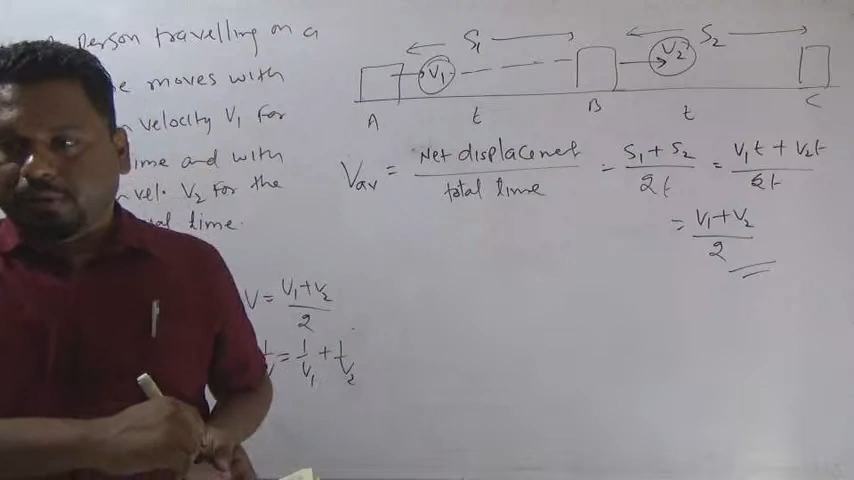 person travelling on a
moves with
velocity V₁ for
time and with
vel. V₂ for the
time.
V = V₁+V₂ / 2
1/V = 1/V₁ + 1/V₂
S₁ S₂
V₁ V₂
A t B t C
Vav = Net displacement / total time = S₁ + S₂ / 2t = V₁t + V₂t / 2t
= V₁+V₂ / 2